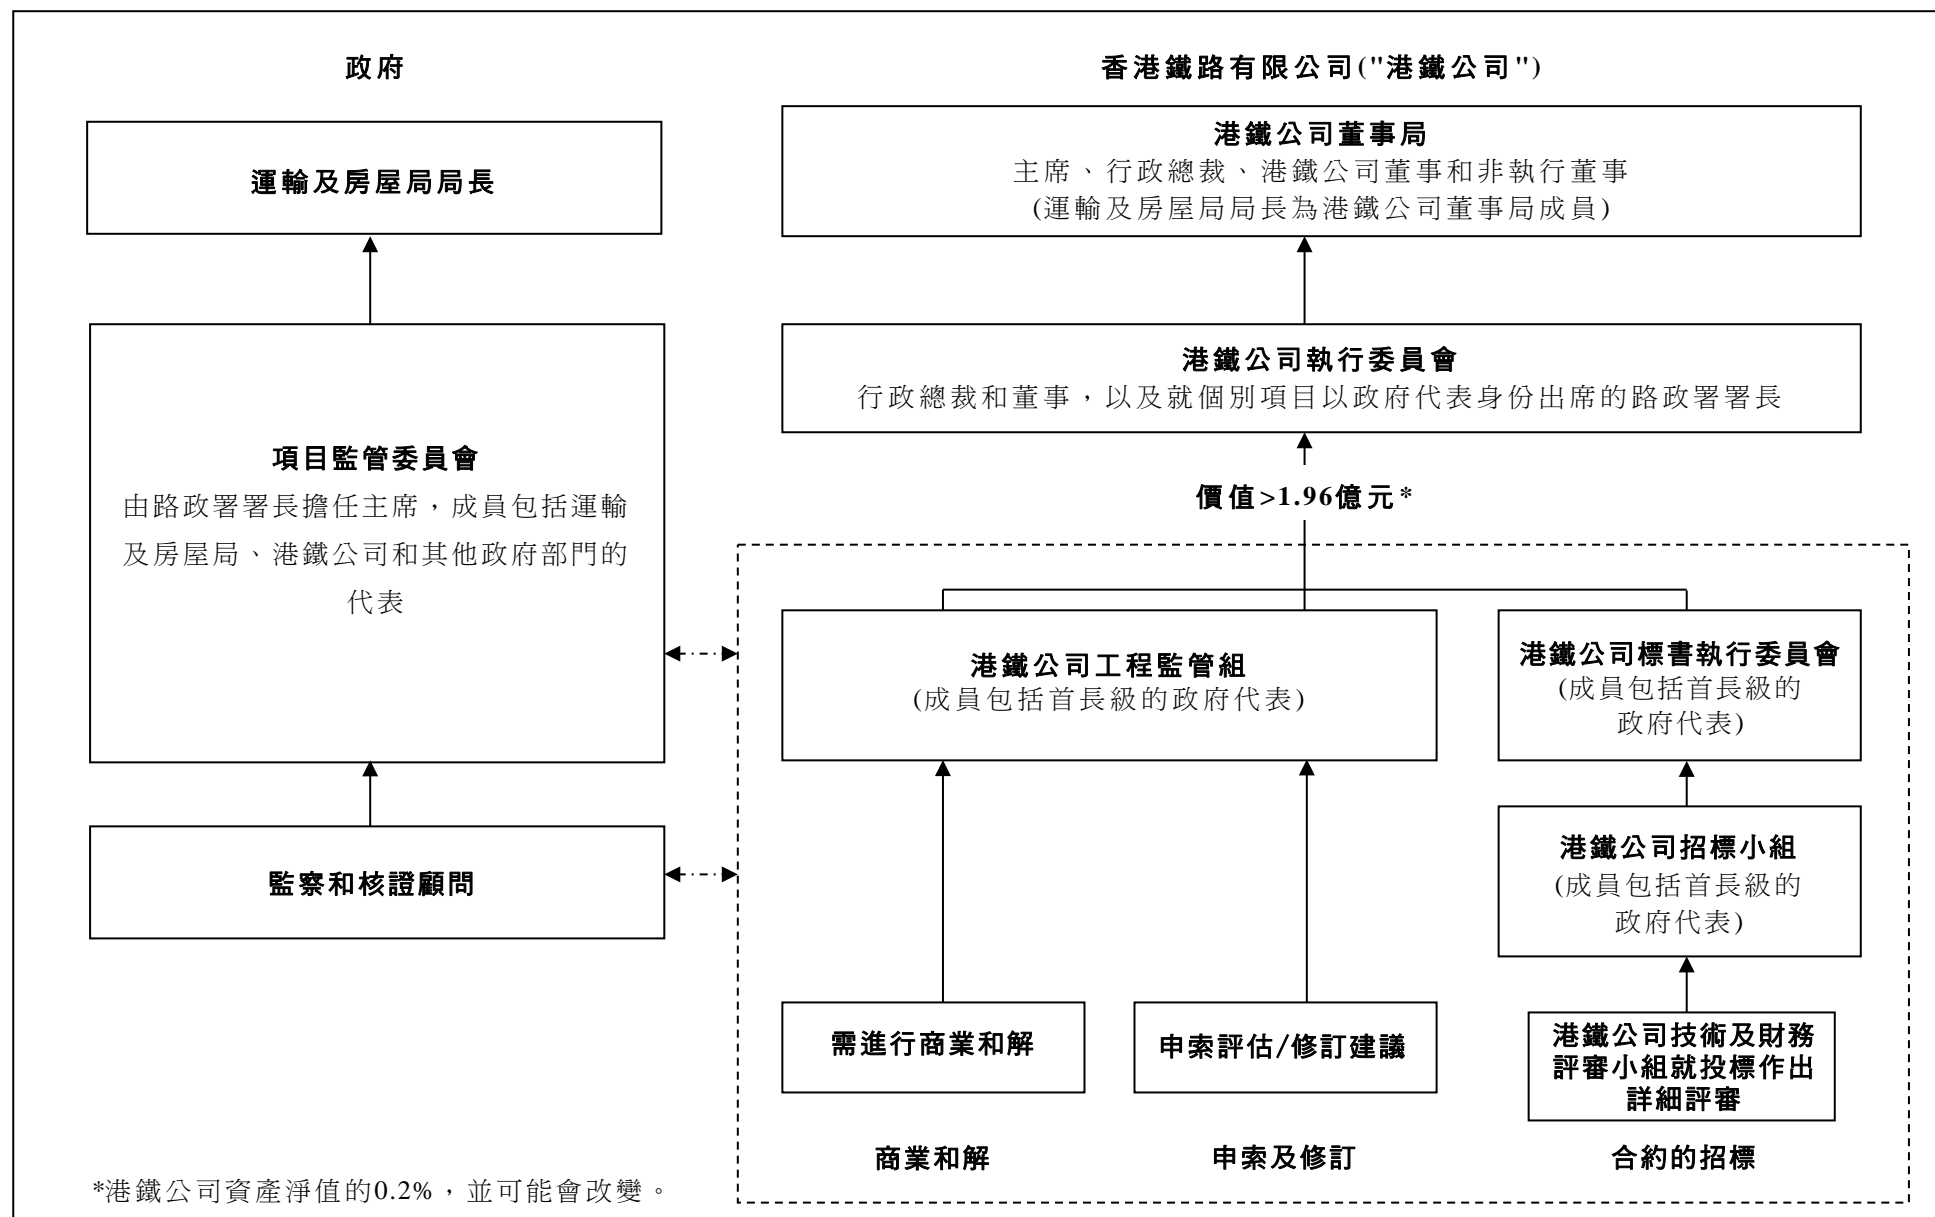 政府
運輸及房屋局局長
項目監管委員會
由路政署署長擔任主席，成員包括運輸
及房屋局、港鐵公司和其他政府部門的
代表
監察和核證顧問
*港鐵公司資產淨值的0.2%，並可能會改變。
香港鐵路有限公司("港鐵公司")
港鐵公司董事局
主席、行政總裁、港鐵公司董事和非執行董事
(運輸及房屋局局長為港鐵公司董事局成員)
港鐵公司執行委員會
行政總裁和董事，以及就個別項目以政府代表身份出席的路政署署長
價值>1.96億元*
港鐵公司工程監管組
(成員包括首長級的政府代表)
港鐵公司標書執行委員會
(成員包括首長級的
政府代表)
港鐵公司招標小組
(成員包括首長級的
政府代表)
需進行商業和解
申索評估/修訂建議
港鐵公司技術及財務
評審小組就投標作出
詳細評審
商業和解
申索及修訂
合約的招標